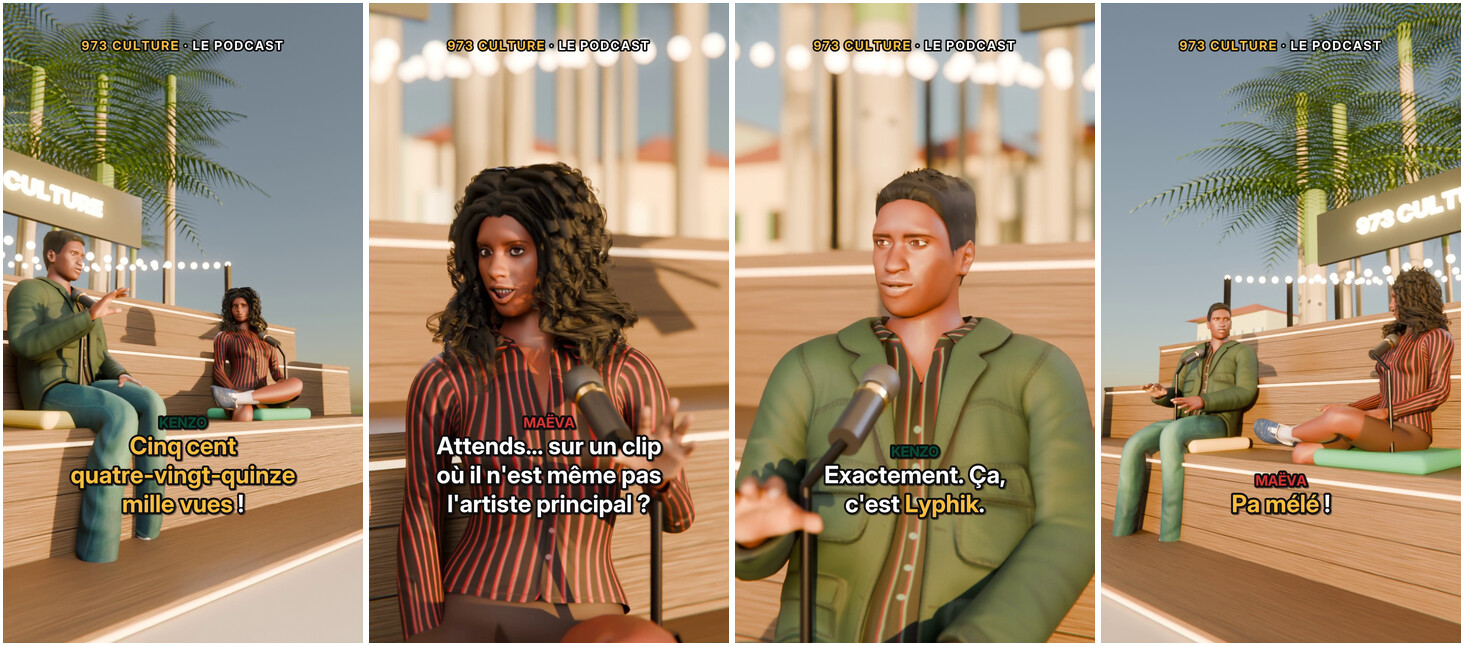 973 CULTURE · LE PODCAST
CULTURE
KENZO
Cinq cent
quatre-vingt-quinze
mille vues !
973 CULTURE · LE PODCAST
MAËVA
Attends... sur un clip
où il n'est même pas
l'artiste principal ?
973 CULTURE · LE PODCAST
KENZO
Exactement. Ça,
c'est Lyphik.
973 CULTURE · LE PODCAST
973 CULT
MAËVA
Pa mélé !